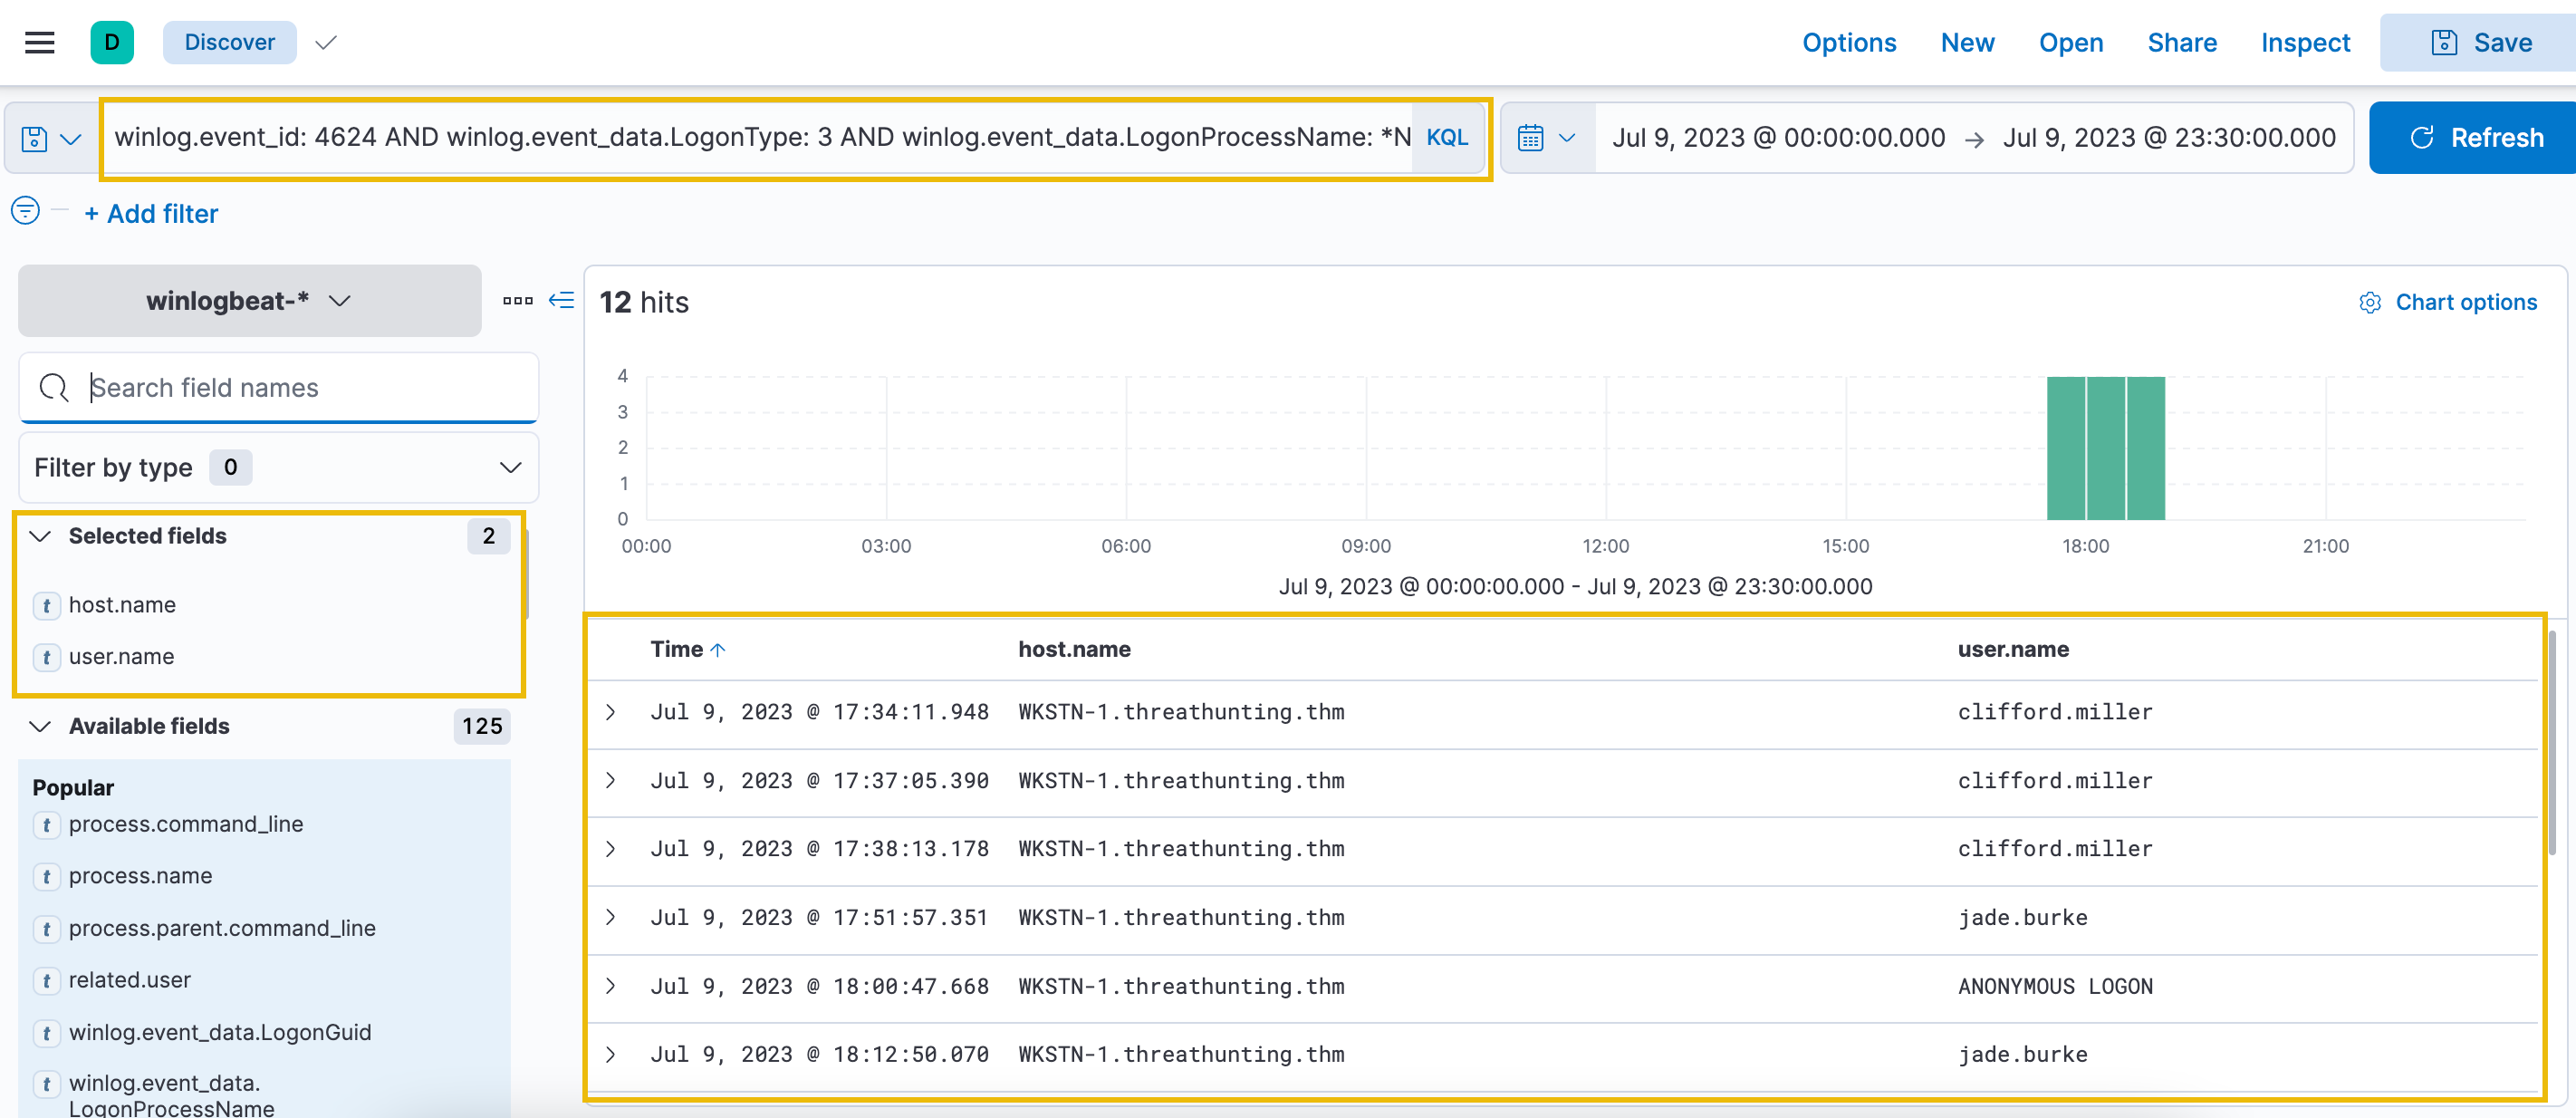 D Discover Options New Open Share Inspect Save
winlog.event_id: 4624 AND winlog.event_data.LogonType: 3 AND winlog.event_data.LogonProcessName: *N KQL Jul 9, 2023 @ 00:00:00.000 → Jul 9, 2023 @ 23:30:00.000 Refresh
+ Add filter
winlogbeat-*
12 hits
Chart options
Search field names
Filter by type 0
Selected fields 2
t host.name
t user.name
Available fields 125
Popular
t process.command_line
t process.name
t process.parent.command_line
t related.user
t winlog.event_data.LogonGuid
t winlog.event_data.
LogonProcessName
4
3
2
1
0
00:00 03:00 06:00 09:00 12:00 15:00 18:00 21:00
Jul 9, 2023 @ 00:00:00.000 - Jul 9, 2023 @ 23:30:00.000
Time ↑ host.name user.name
Jul 9, 2023 @ 17:34:11.948 WKSTN-1.threathunting.thm clifford.miller
Jul 9, 2023 @ 17:37:05.390 WKSTN-1.threathunting.thm clifford.miller
Jul 9, 2023 @ 17:38:13.178 WKSTN-1.threathunting.thm clifford.miller
Jul 9, 2023 @ 17:51:57.351 WKSTN-1.threathunting.thm jade.burke
Jul 9, 2023 @ 18:00:47.668 WKSTN-1.threathunting.thm ANONYMOUS LOGON
Jul 9, 2023 @ 18:12:50.070 WKSTN-1.threathunting.thm jade.burke